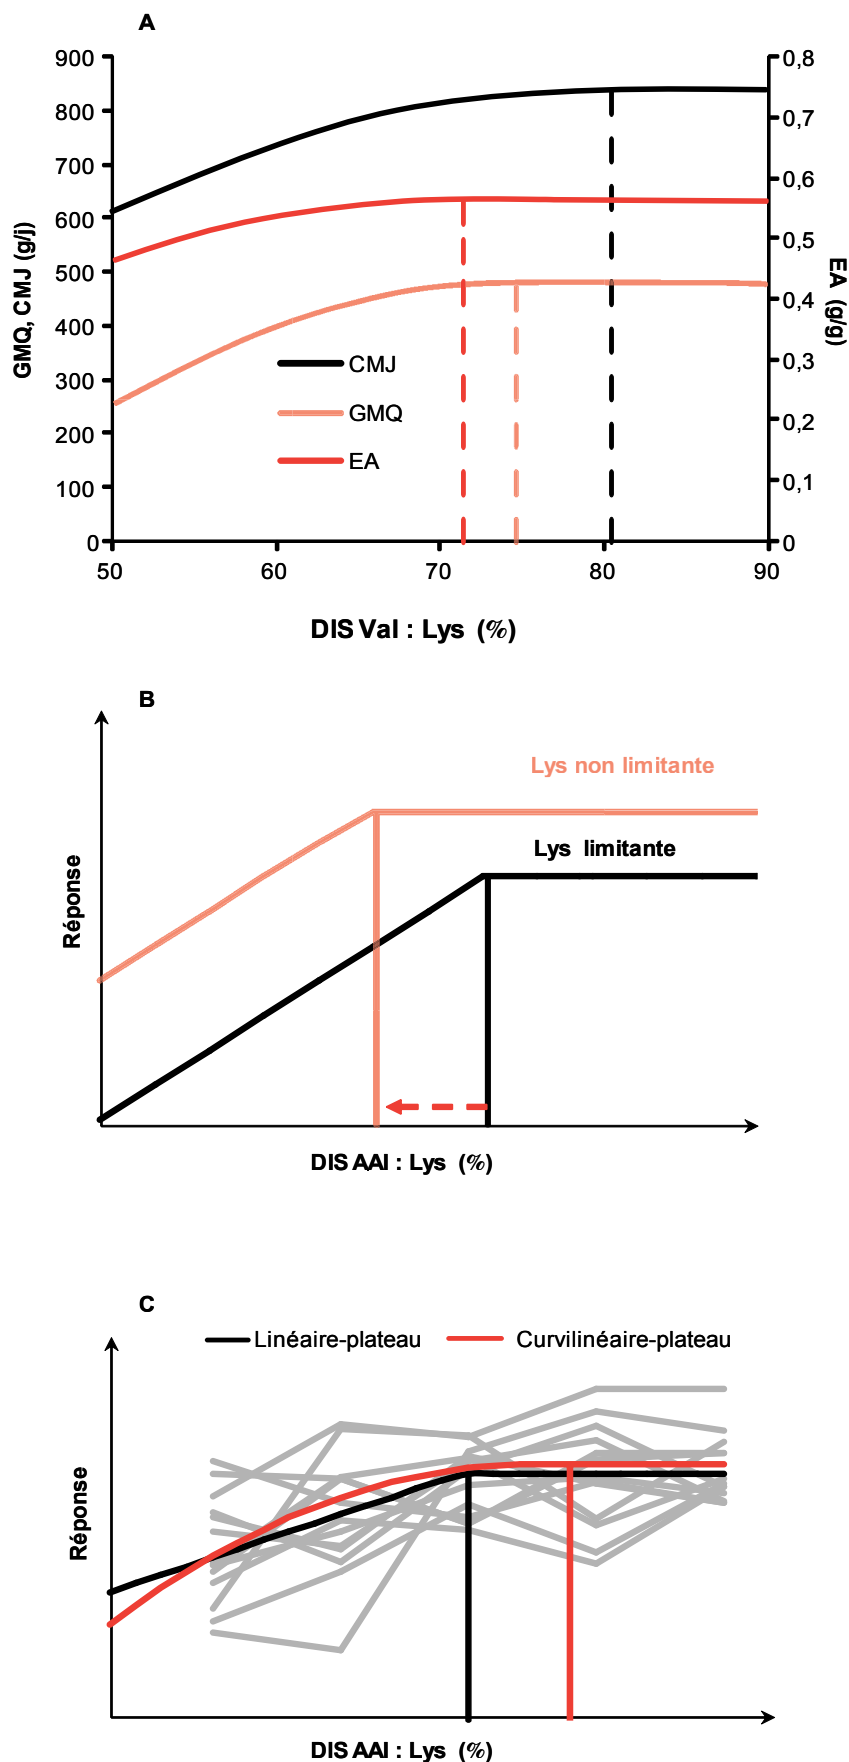 A
900
800
700
600
500
400
300
200
100
0
GMQ, CMJ (g/j)
0,8
0,7
0,6
0,5
0,4
0,3
0,2
0,1
0
EA (g/g)
CMJ
GMQ
EA
50 60 70 80 90
DIS Val : Lys (%)
B
Lys non limitante
Lys limitante
Réponse
DIS AAI : Lys (%)
C
Linéaire-plateau Curvilinéaire-plateau
Réponse
DIS AAI : Lys (%)